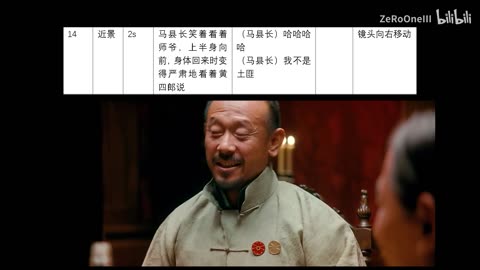 ZeRoOneIII bilibili
14
近景
2s
马县长笑着看着
师爷，上半身向
前，身体回来时变
得严肃地看着黄
四郎说
（马县长）哈哈哈
哈
（马县长）我不是
土匪
镜头向右移动